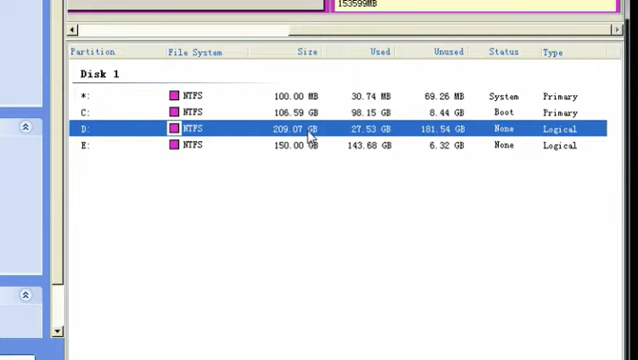 153599MB
Partition File System Size Used Unused Status Type
Disk 1
*: NTFS 100.00 MB 30.74 MB 69.26 MB System Primary
C: NTFS 106.59 GB 98.15 GB 8.44 GB Boot Primary
D: NTFS 209.07 GB 27.53 GB 181.54 GB None Logical
E: NTFS 150.00 GB 143.68 GB 6.32 GB None Logical